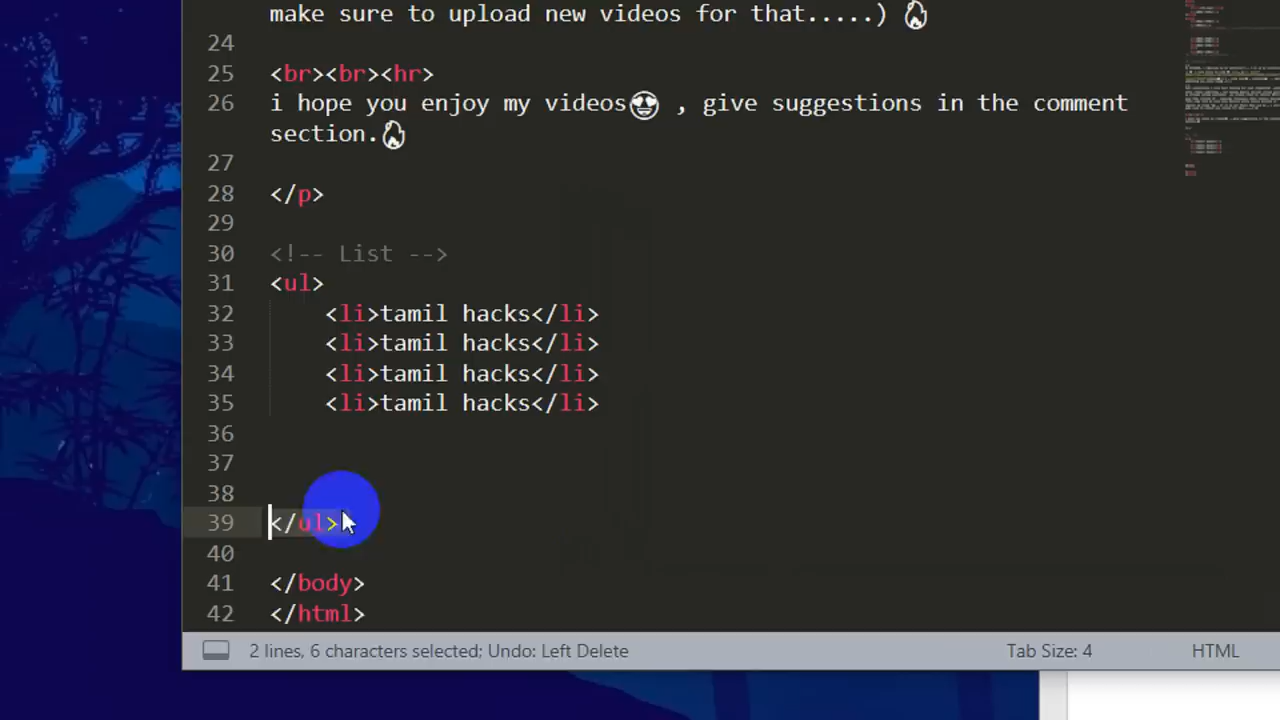 make sure to upload new videos for that.....) 🔥
24
25 <br><br><hr>
26 i hope you enjoy my videos😍 , give suggestions in the comment
section.🔥
27
28 </p>
29
30 <!-- List -->
31 <ul>
32 <li>tamil hacks</li>
33 <li>tamil hacks</li>
34 <li>tamil hacks</li>
35 <li>tamil hacks</li>
36
37
38
39 </ul>
40
41 </body>
42 </html>
2 lines, 6 characters selected; Undo: Left Delete Tab Size: 4 HTML